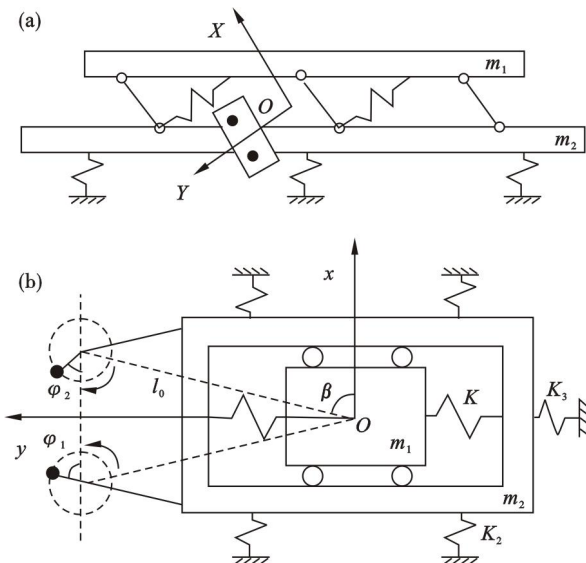 (a)
X
m₁
O
m₂
Y
(b)
x
φ₂
l₀
β
K
K₃
φ₁
O
y
m₁
m₂
K₂